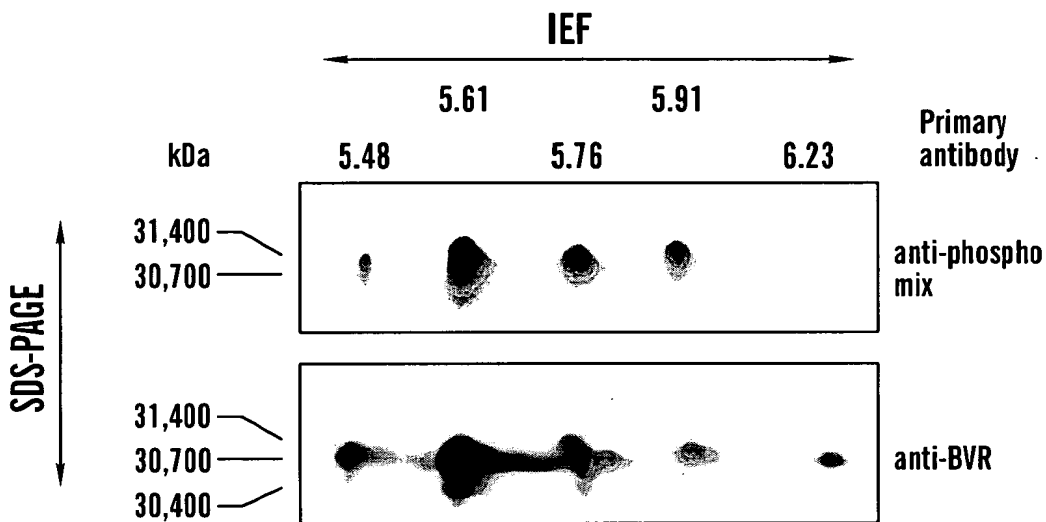 IEF
5.61 5.91
kDa 5.48 5.76 6.23 Primary antibody
31,400
30,700
anti-phospho mix
SDS-PAGE
31,400
30,700
30,400
anti-BVR